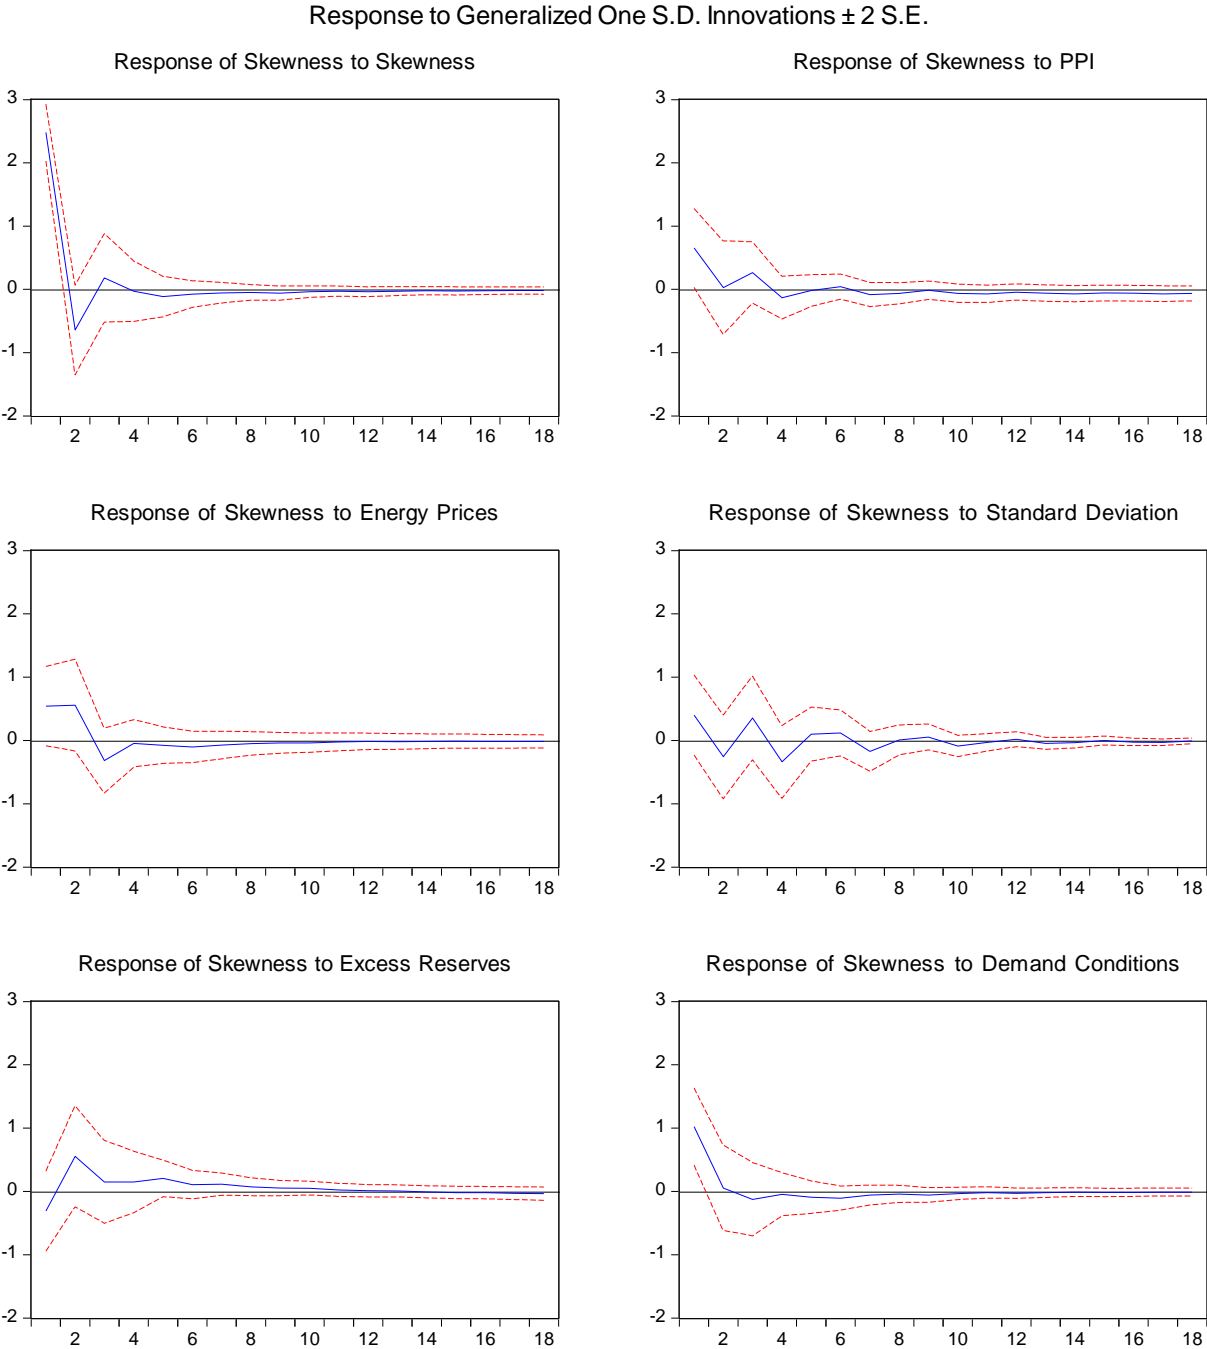 Response to Generalized One S.D. Innovations ± 2 S.E.
Response of Skewness to Skewness
3
2
1
0
-1
-2
2 4 6 8 10 12 14 16 18
Response of Skewness to PPI
3
2
1
0
-1
-2
2 4 6 8 10 12 14 16 18
Response of Skewness to Energy Prices
3
2
1
0
-1
-2
2 4 6 8 10 12 14 16 18
Response of Skewness to Standard Deviation
3
2
1
0
-1
-2
2 4 6 8 10 12 14 16 18
Response of Skewness to Excess Reserves
3
2
1
0
-1
-2
2 4 6 8 10 12 14 16 18
Response of Skewness to Demand Conditions
3
2
1
0
-1
-2
2 4 6 8 10 12 14 16 18